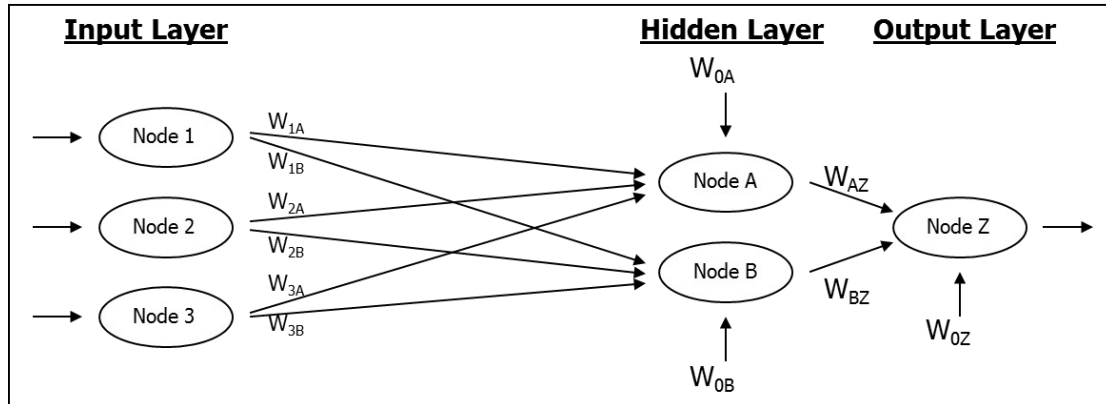 Input Layer
Hidden Layer
Output Layer
W0A
Node 1
W1A
W1B
Node A
WAZ
Node 2
W2A
W2B
Node Z
Node B
WBZ
Node 3
W3A
W3B
W0B
W0Z